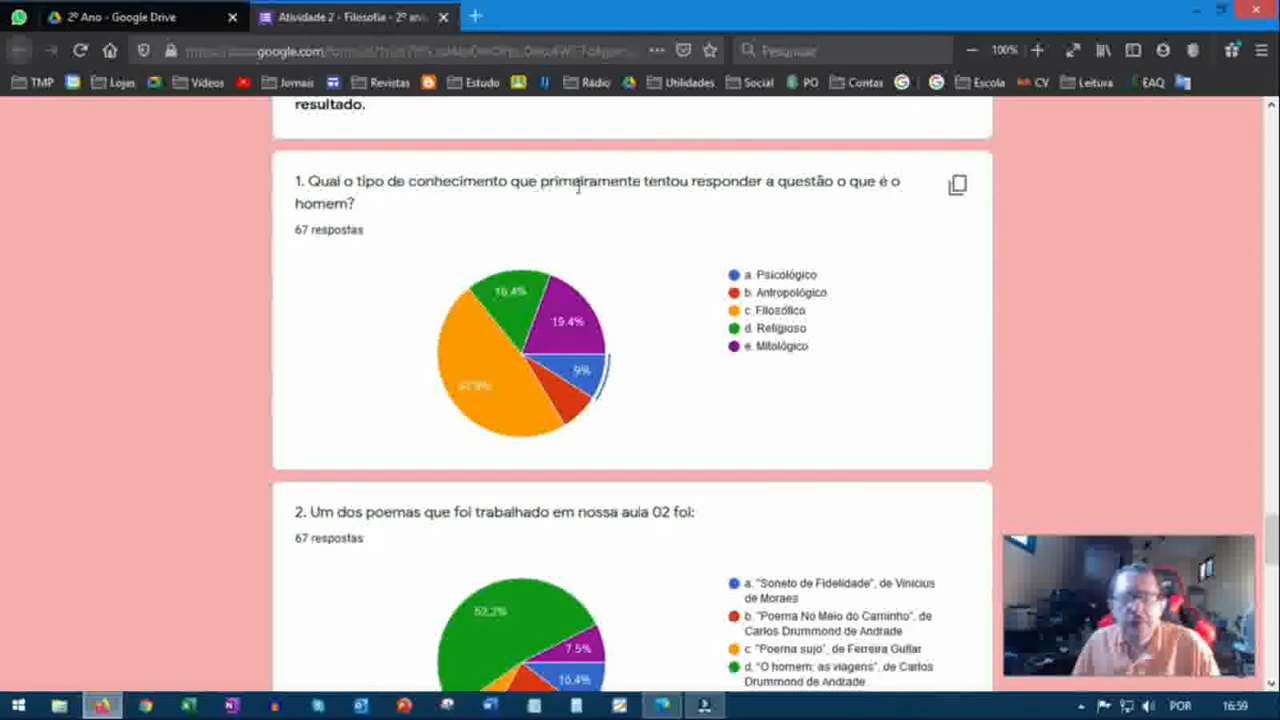 2º Ano - Google Drive
Atividade 2 - Filosofia - 2º an
google.com
100%
Pesquisar
TMP Lojas Vídeos Jornais Revistas Estudo Rádio Utilidades Social PO Contas Escola CV Leitura EAQ
resultado.
1. Qual o tipo de conhecimento que primeiramente tentou responder a questão o que é o
homem?
67 respostas
a. Psicológico
b. Antropológico
c. Filosófico
d. Religioso
e. Mitológico
16.4%
19.4%
9%
2. Um dos poemas que foi trabalhado em nossa aula 02 foi:
67 respostas
a. "Soneto de Fidelidade", de Vinicius
de Moraes
b. "Poema No Meio do Caminho", de
Carlos Drummond de Andrade
c. "Poema sujo", de Ferreira Gullar
d. "O homem; as viagens", de Carlos
Drummond de Andrade
52.2%
7.5%
16.4%
POR 16:59